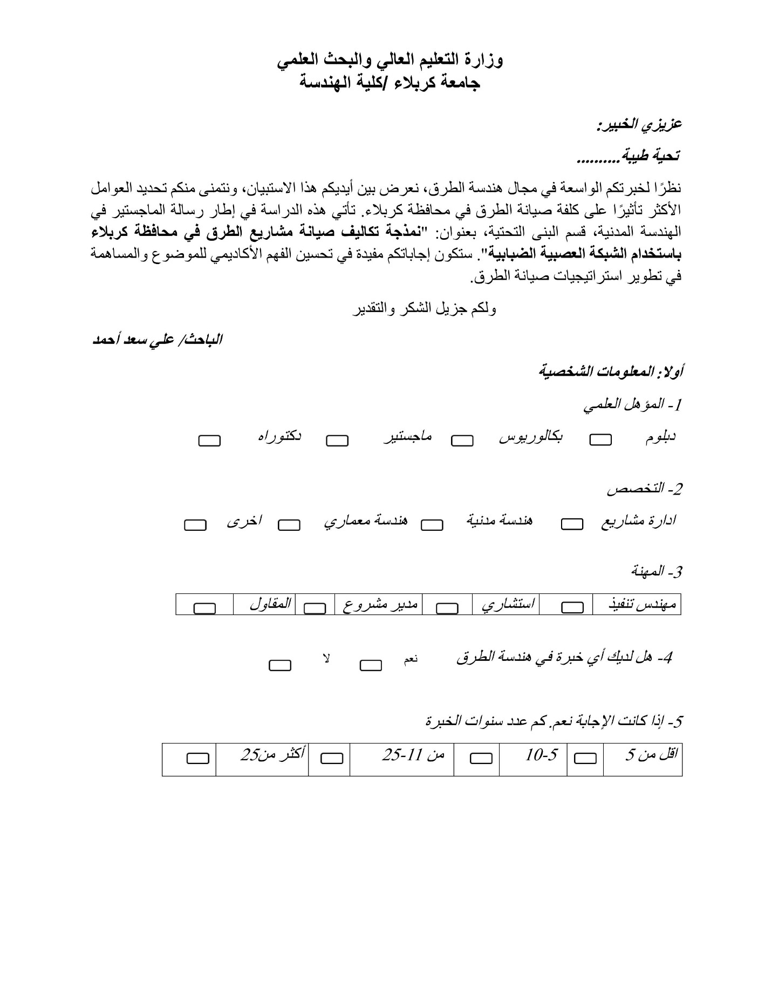 وزارة التعليم العالي والبحث العلمي
جامعة كربلاء /كلية الهندسة
عزيزي الخبير:
تحية طيبة..........
نظرًا لخبرتكم الواسعة في مجال هندسة الطرق، نعرض بين أيديكم هذا الاستبيان، ونتمنى منكم تحديد العوامل
الأكثر تأثيرًا على كلفة صيانة الطرق في محافظة كربلاء. تأتي هذه الدراسة في إطار رسالة الماجستير في
الهندسة المدنية، قسم البنى التحتية، بعنوان: "نمذجة تكاليف صيانة مشاريع الطرق في محافظة كربلاء
باستخدام الشبكة العصبية الضبابية". ستكون إجاباتكم مفيدة في تحسين الفهم الأكاديمي للموضوع والمساهمة
في تطوير استراتيجيات صيانة الطرق.
ولكم جزيل الشكر والتقدير
الباحث/ علي سعد أحمد
أولا: المعلومات الشخصية
1- المؤهل العلمي
دبلوم بكالوريوس ماجستير دكتوراه
2- التخصص
ادارة مشاريع هندسة مدنية هندسة معماري اخرى
3- المهنة
مهندس تنفيذ استشاري مدير مشروع المقاول
4- هل لديك أي خبرة في هندسة الطرق نعم لا
5- إذا كانت الإجابة نعم. كم عدد سنوات الخبرة
اقل من 5 5-10 من 11-25 أكثر من25